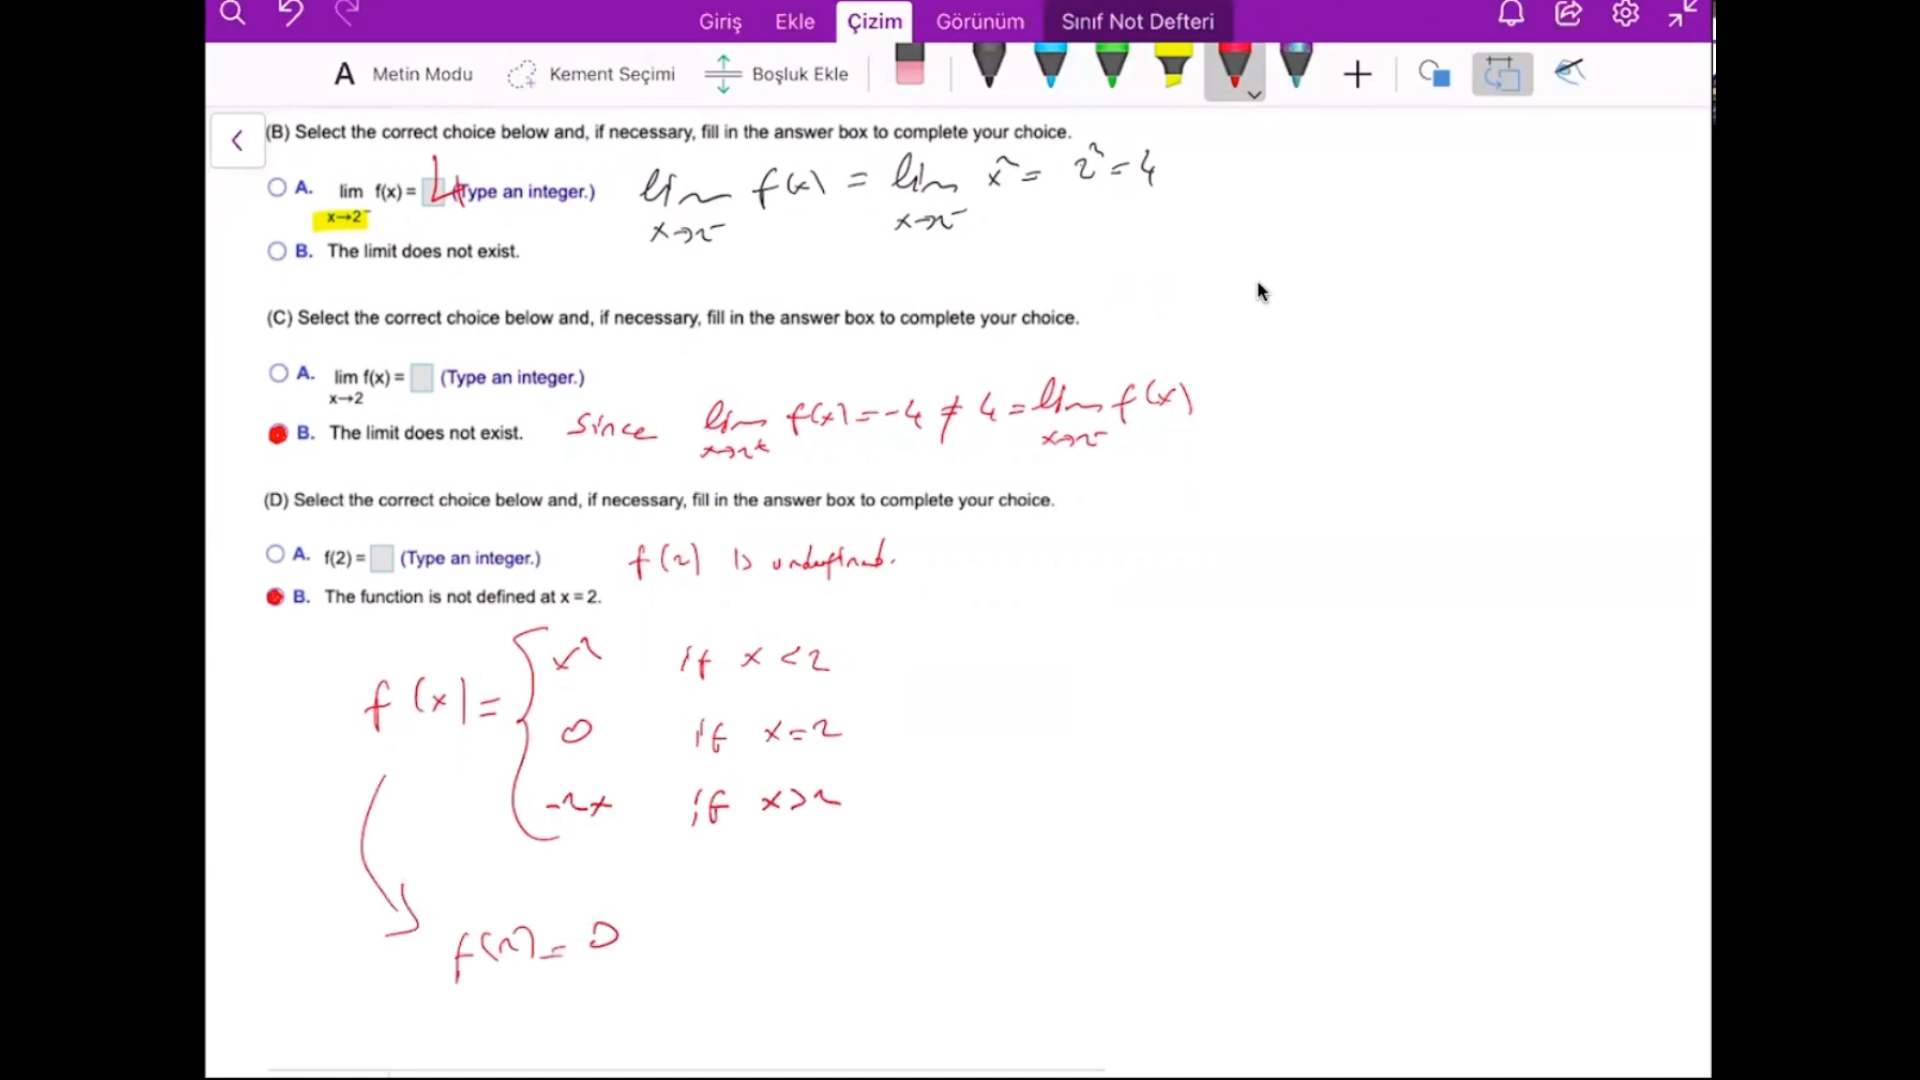 Giriş Ekle Çizim Görünüm Sınıf Not Defteri
A Metin Modu Kement Seçimi Boşluk Ekle
(B) Select the correct choice below and, if necessary, fill in the answer box to complete your choice.
A. lim x→2⁻ f(x) = 4 (Type an integer.) lim x→2⁻ f(x) = lim x→2⁻ x² = 2² = 4
B. The limit does not exist.
(C) Select the correct choice below and, if necessary, fill in the answer box to complete your choice.
A. lim x→2 f(x) = (Type an integer.)
B. The limit does not exist. Since lim x→2⁺ f(x) = -4 ≠ 4 = lim x→2⁻ f(x)
(D) Select the correct choice below and, if necessary, fill in the answer box to complete your choice.
A. f(2) = (Type an integer.) f(2) is undefined.
B. The function is not defined at x = 2.
f(x) = { x² if x < 2
0 if x = 2
-2x if x > 2
f(2) = 0